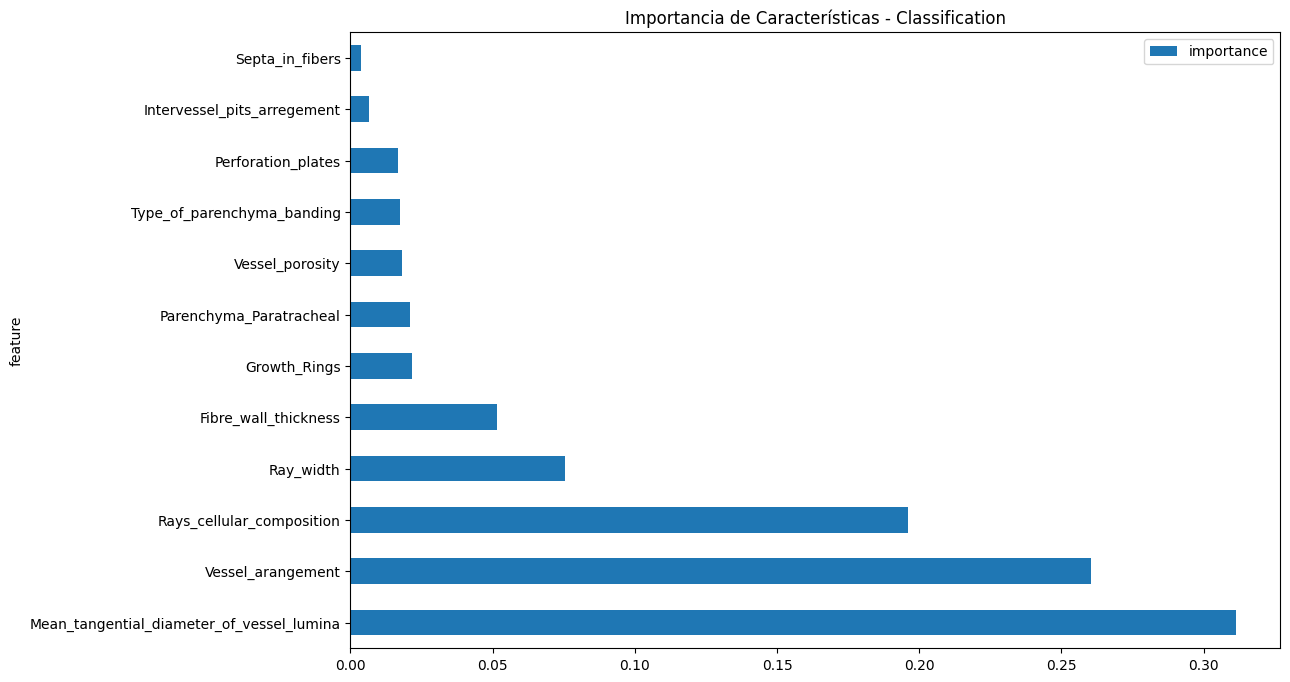 Importancia de Características - Classification
importance
feature
Septa_in_fibers
Intervessel_pits_arregement
Perforation_plates
Type_of_parenchyma_banding
Vessel_porosity
Parenchyma_Paratracheal
Growth_Rings
Fibre_wall_thickness
Ray_width
Rays_cellular_composition
Vessel_arangement
Mean_tangential_diameter_of_vessel_lumina
0.00 0.05 0.10 0.15 0.20 0.25 0.30